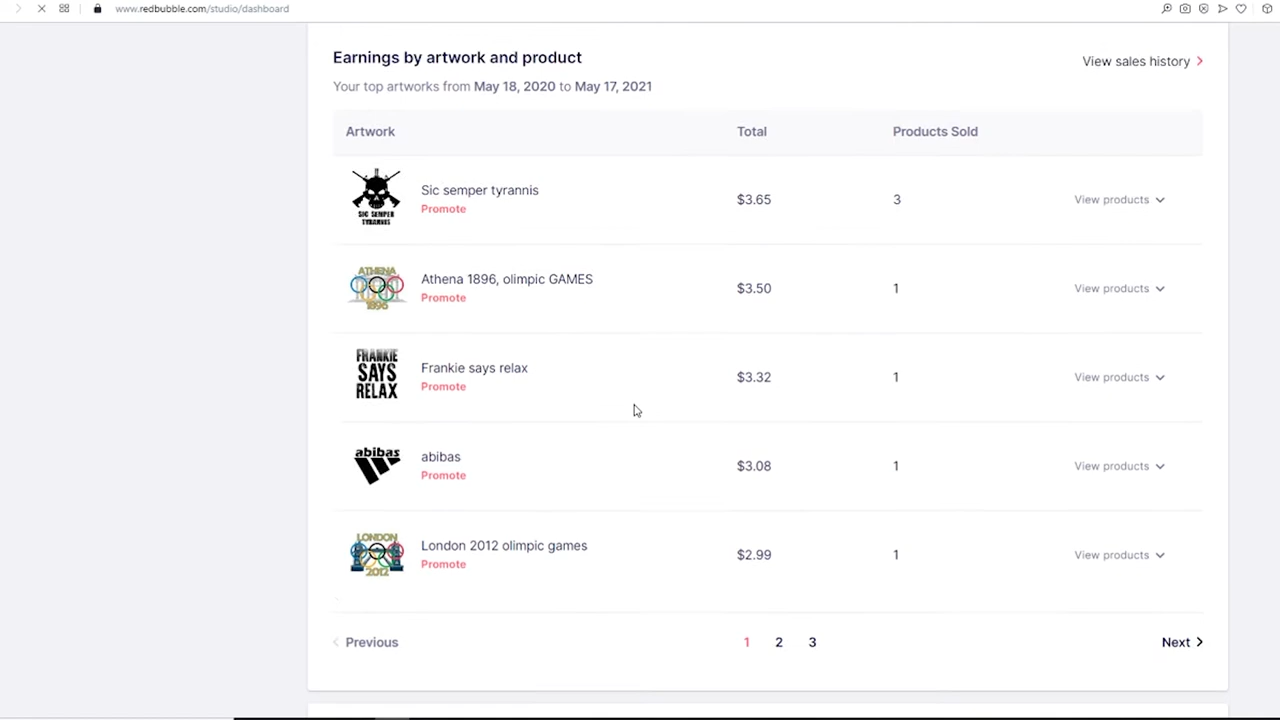 www.redbubble.com/studio/dashboard
Earnings by artwork and product
View sales history
Your top artworks from May 18, 2020 to May 17, 2021
Artwork Total Products Sold
SIC SEMPER
TYRANNIS
Sic semper tyrannis
Promote
$3.65 3 View products
ATHENA
1896
Athena 1896, olimpic GAMES
Promote
$3.50 1 View products
FRANKIE
SAYS
RELAX
Frankie says relax
Promote
$3.32 1 View products
abibas
abibas
Promote
$3.08 1 View products
LONDON
2012
London 2012 olimpic games
Promote
$2.99 1 View products
Previous 1 2 3 Next